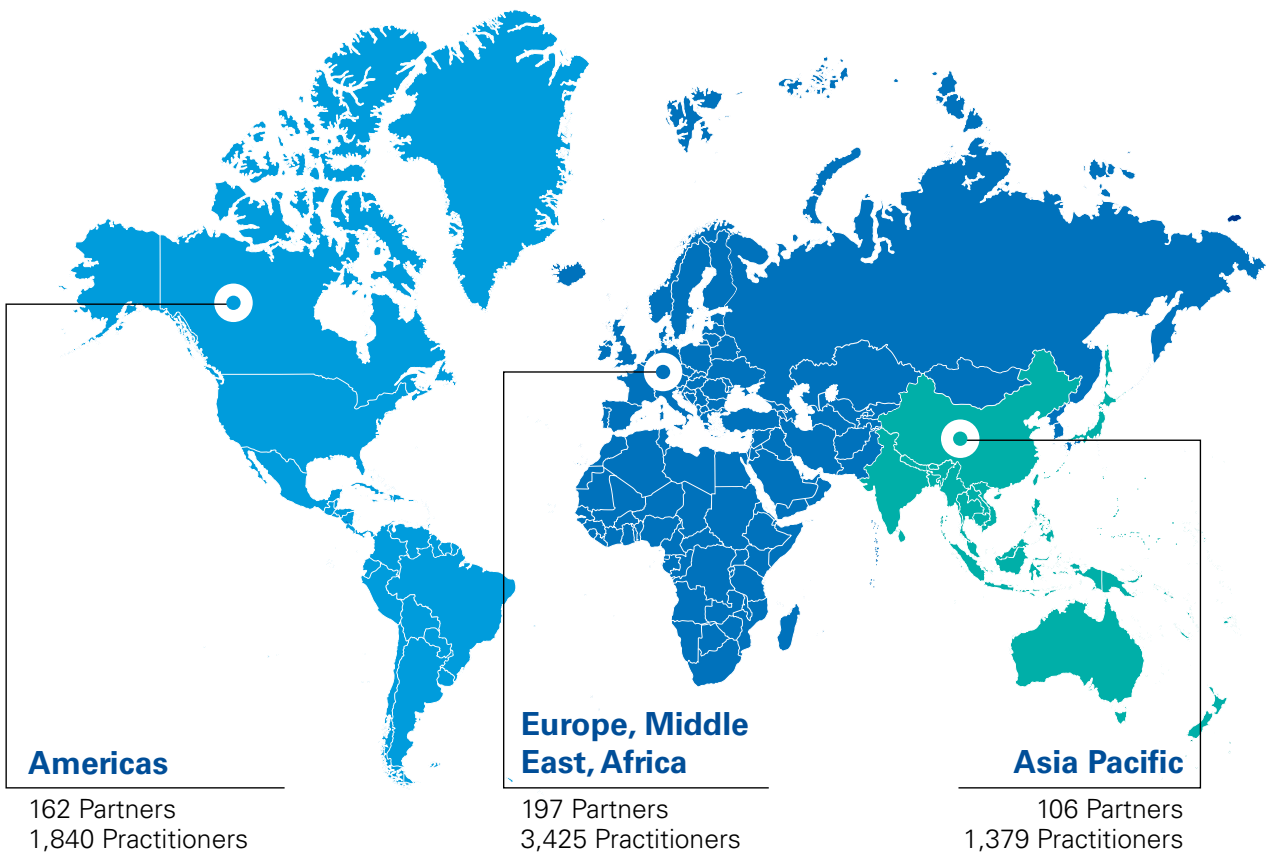 Americas
162 Partners
1,840 Practitioners
Europe, Middle
East, Africa
197 Partners
3,425 Practitioners
Asia Pacific
106 Partners
1,379 Practitioners